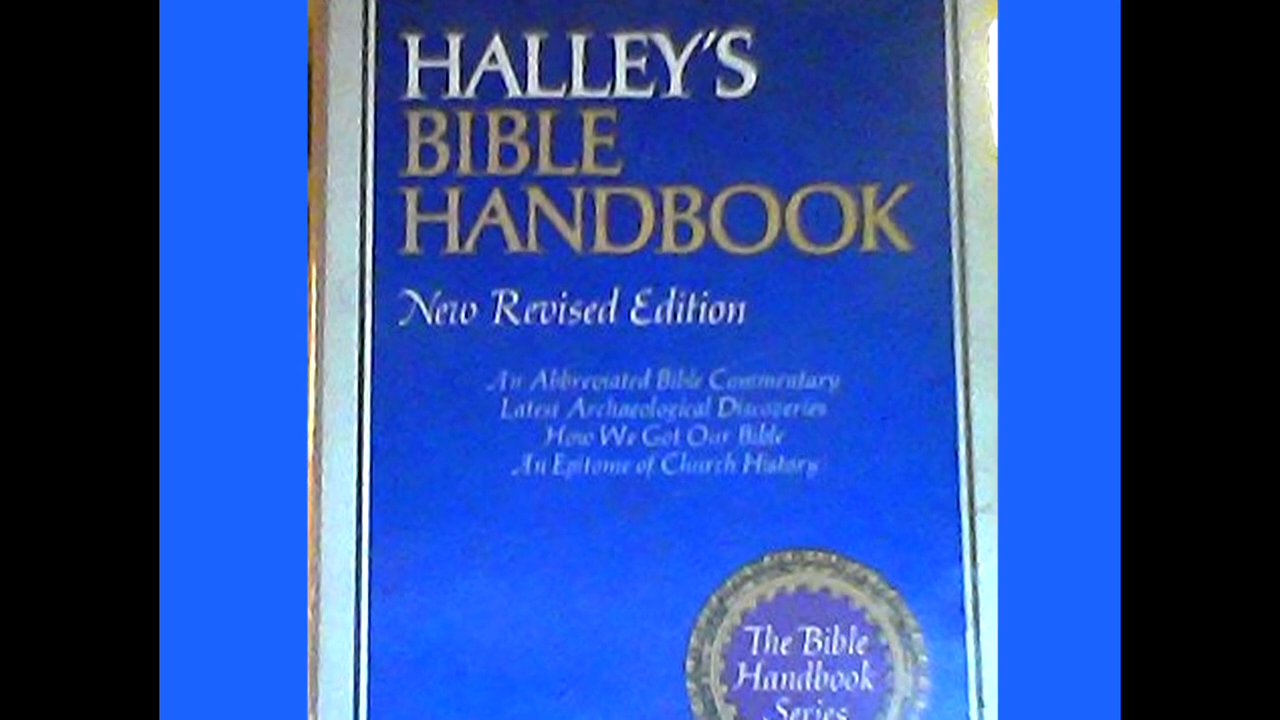 HALLEY'S
BIBLE
HANDBOOK
New Revised Edition
An Abbreviated Bible Commentary
Latest Archaeological Discoveries
How We Got Our Bible
An Epitome of Church History
The Bible
Handbook
Series